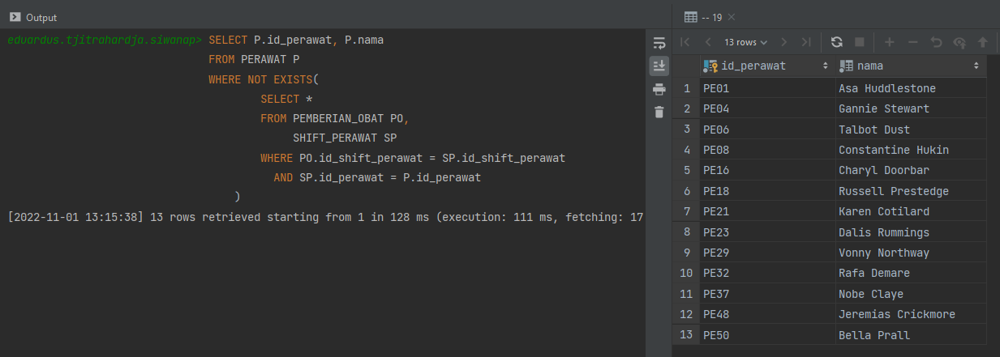 Output
eduardus.tjitrahardja.siwanap> SELECT P.id_perawat, P.nama
FROM PERAWAT P
WHERE NOT EXISTS(
SELECT *
FROM PEMBERIAN_OBAT PO,
SHIFT_PERAWAT SP
WHERE PO.id_shift_perawat = SP.id_shift_perawat
AND SP.id_perawat = P.id_perawat
)
[2022-11-01 13:15:38] 13 rows retrieved starting from 1 in 128 ms (execution: 111 ms, fetching: 17
-- 19
13 rows
id_perawat nama
1 PE01 Asa Huddlestone
2 PE04 Gannie Stewart
3 PE06 Talbot Dust
4 PE08 Constantine Hukin
5 PE16 Charyl Doorbar
6 PE18 Russell Prestedge
7 PE21 Karen Cotilard
8 PE23 Dalis Rummings
9 PE29 Vonny Northway
10 PE32 Rafa Demare
11 PE37 Nobe Claye
12 PE48 Jeremias Crickmore
13 PE50 Bella Prall